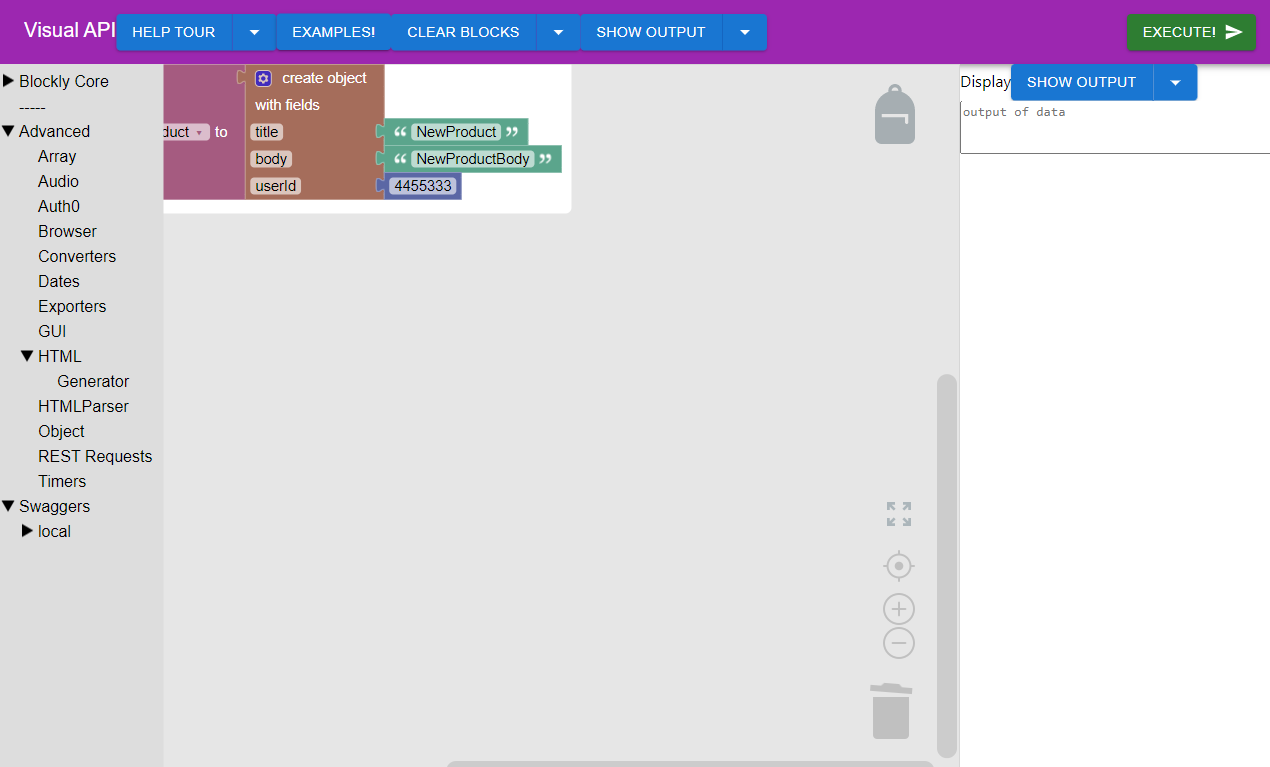 Visual API HELP TOUR EXAMPLES! CLEAR BLOCKS SHOW OUTPUT EXECUTE!
Blockly Core
-----
Advanced
Array
Audio
Auth0
Browser
Converters
Dates
Exporters
GUI
HTML
Generator
HTMLParser
Object
REST Requests
Timers
Swaggers
local
create object
with fields
to title “ NewProduct ”
body “ NewProductBody ”
userId 4455333
Display SHOW OUTPUT
output of data